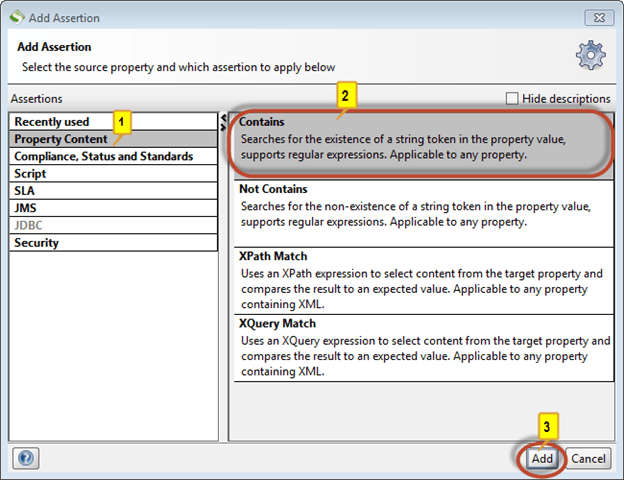 Add Assertion
Add Assertion
Select the source property and which assertion to apply below
Assertions
Hide descriptions
Recently used
1
Property Content
Compliance, Status and Standards
Script
SLA
JMS
JDBC
Security
2
Contains
Searches for the existence of a string token in the property value,
supports regular expressions. Applicable to any property.
Not Contains
Searches for the non-existence of a string token in the property value,
supports regular expressions. Applicable to any property.
XPath Match
Uses an XPath expression to select content from the target property and
compares the result to an expected value. Applicable to any property
containing XML.
XQuery Match
Uses an XQuery expression to select content from the target property and
compares the result to an expected value. Applicable to any property
containing XML.
3
Add
Cancel